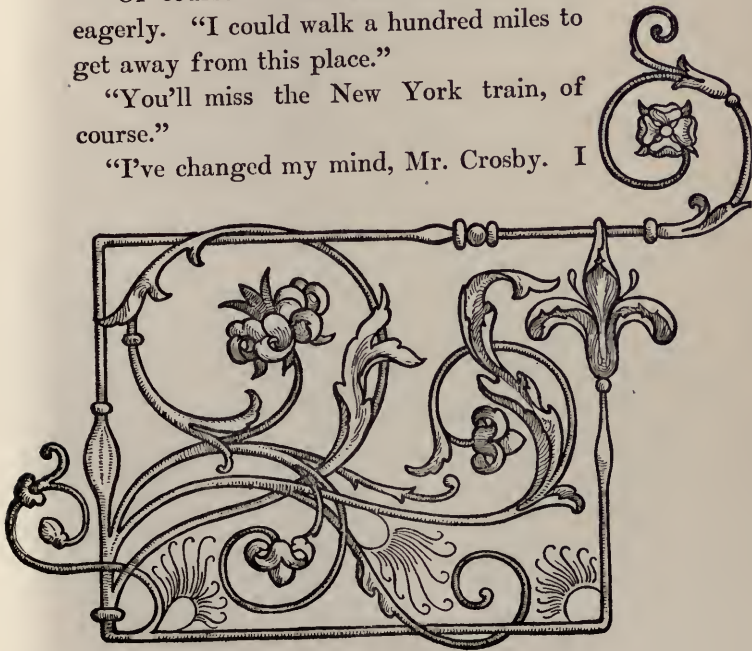 eagerly. “I could walk a hundred miles to
get away from this place.”
“You'll miss the New York train, of
course.”
“I've changed my mind, Mr. Crosby. I